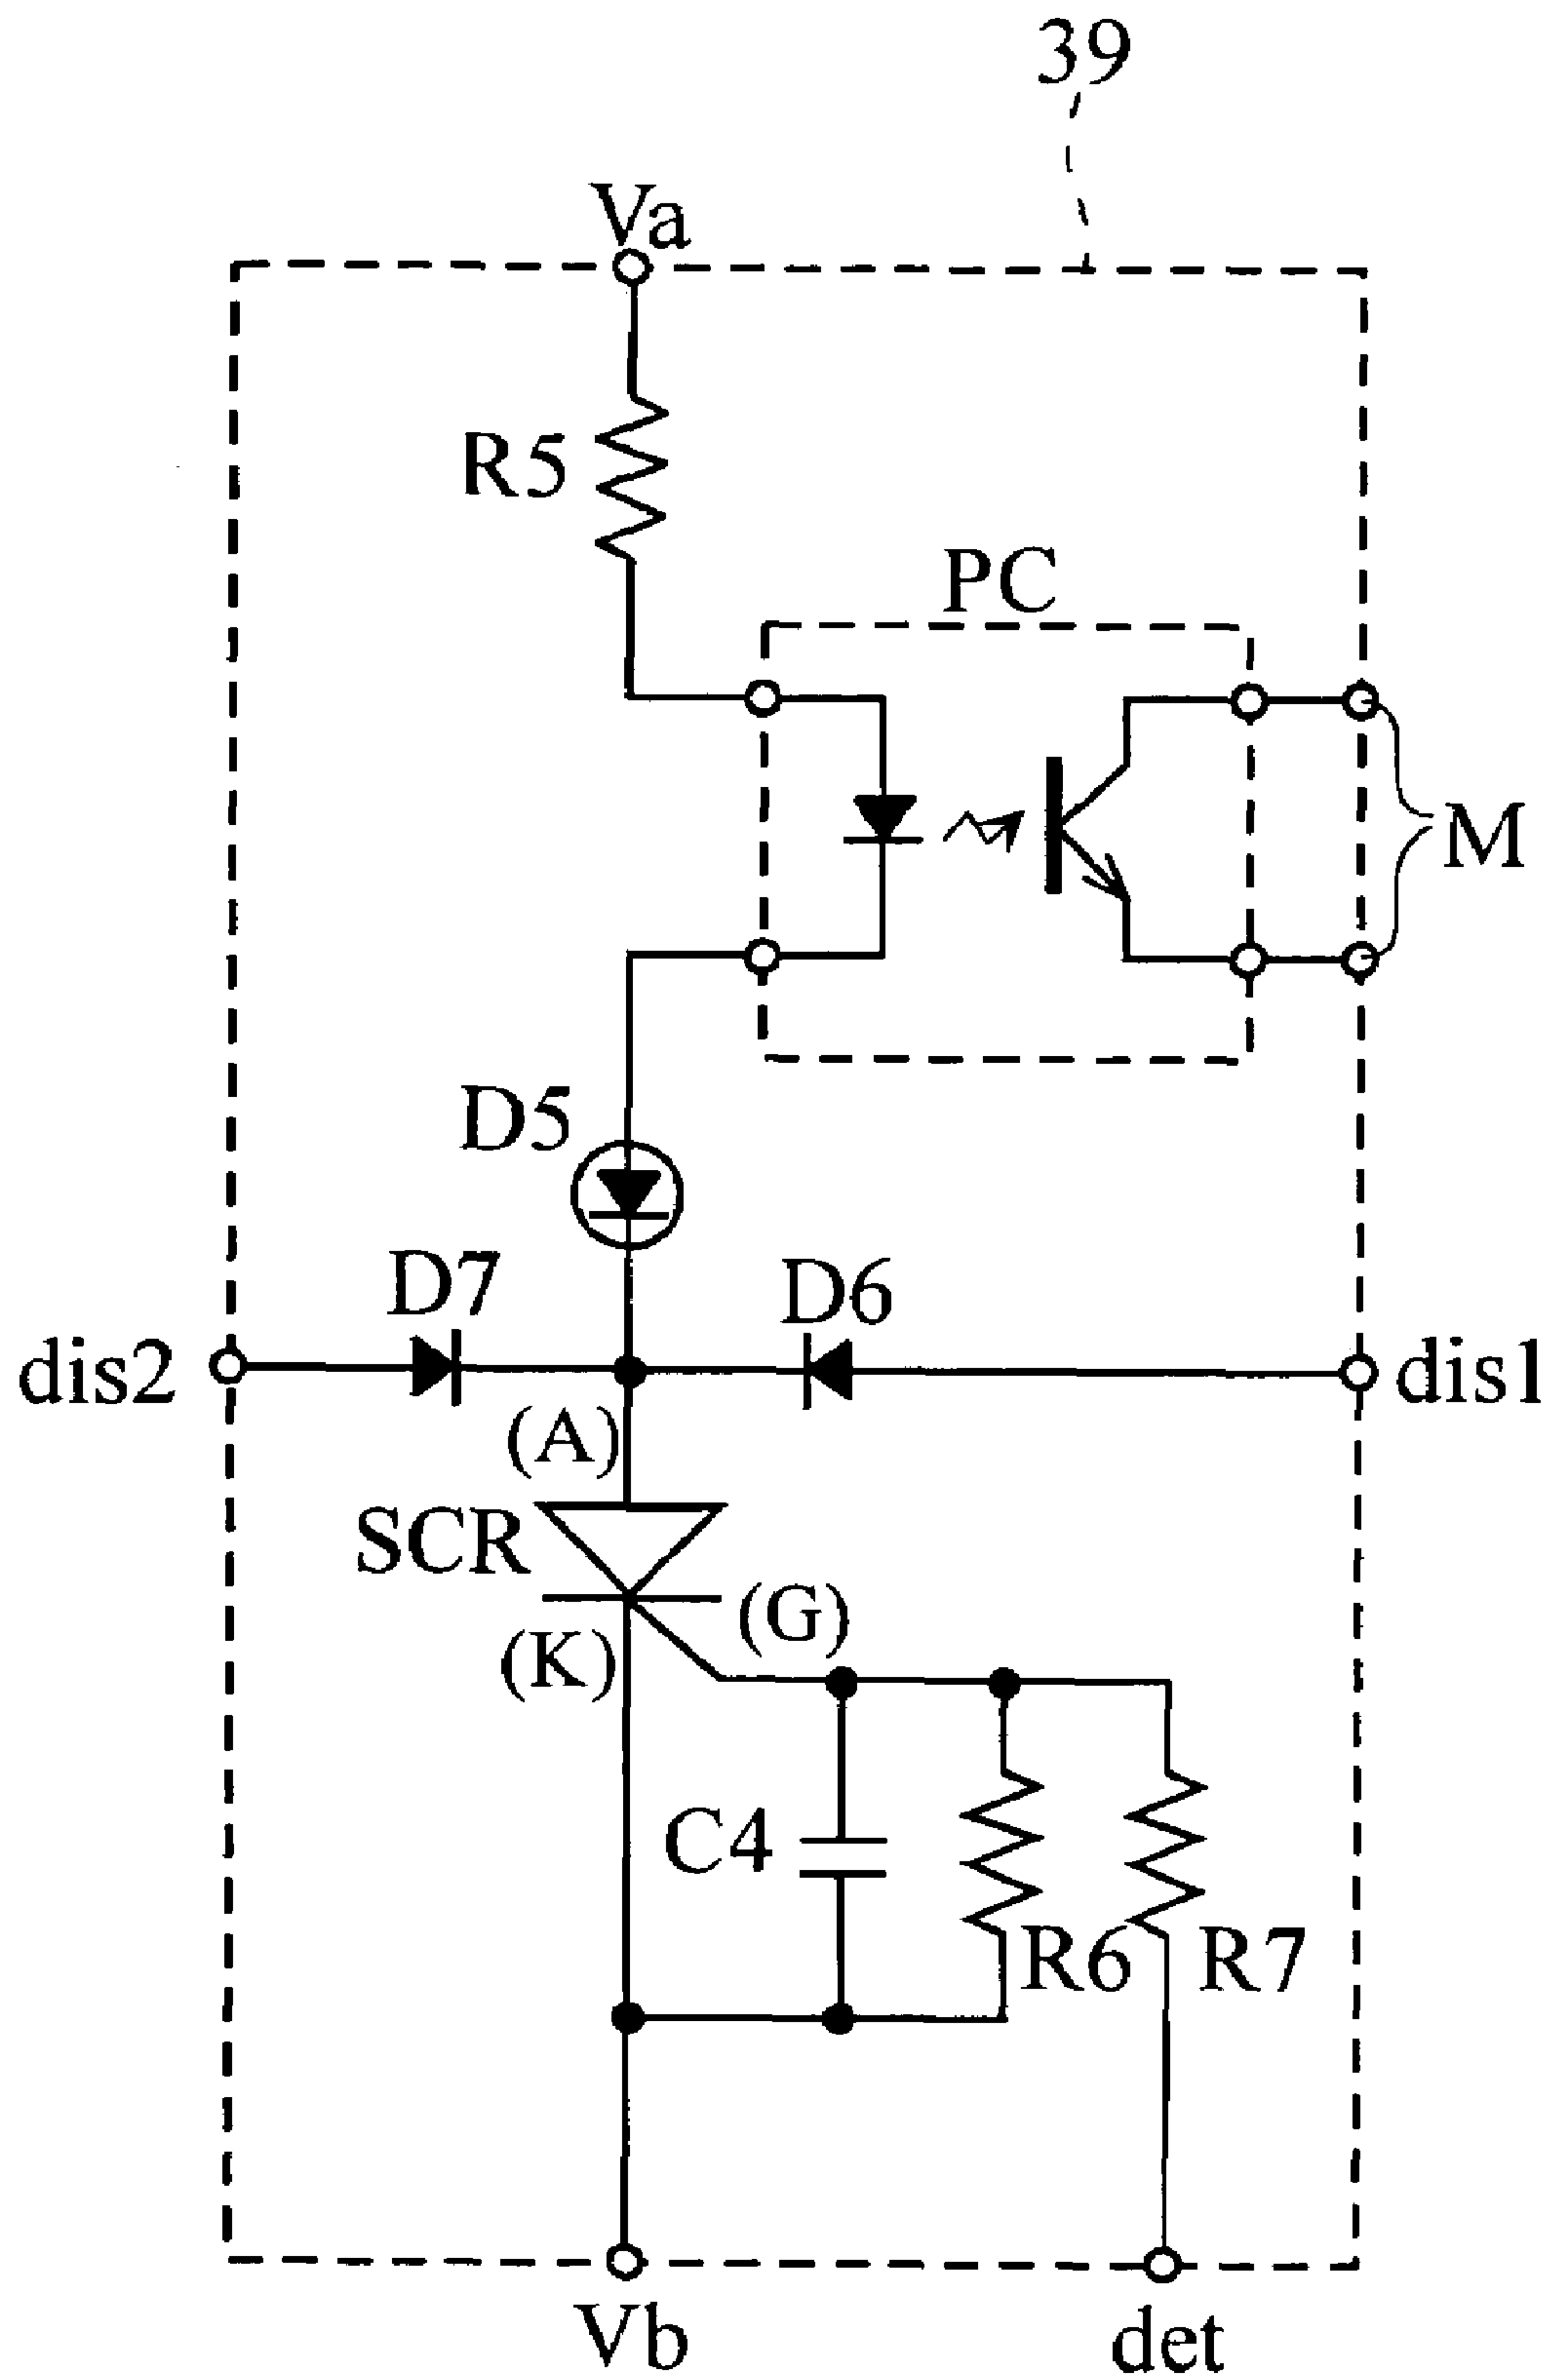 39
Va
R5
PC
M
D5
D7
D6
dis2
dis1
(A)
SCR
(G)
(K)
C4
R6
R7
Vb
det